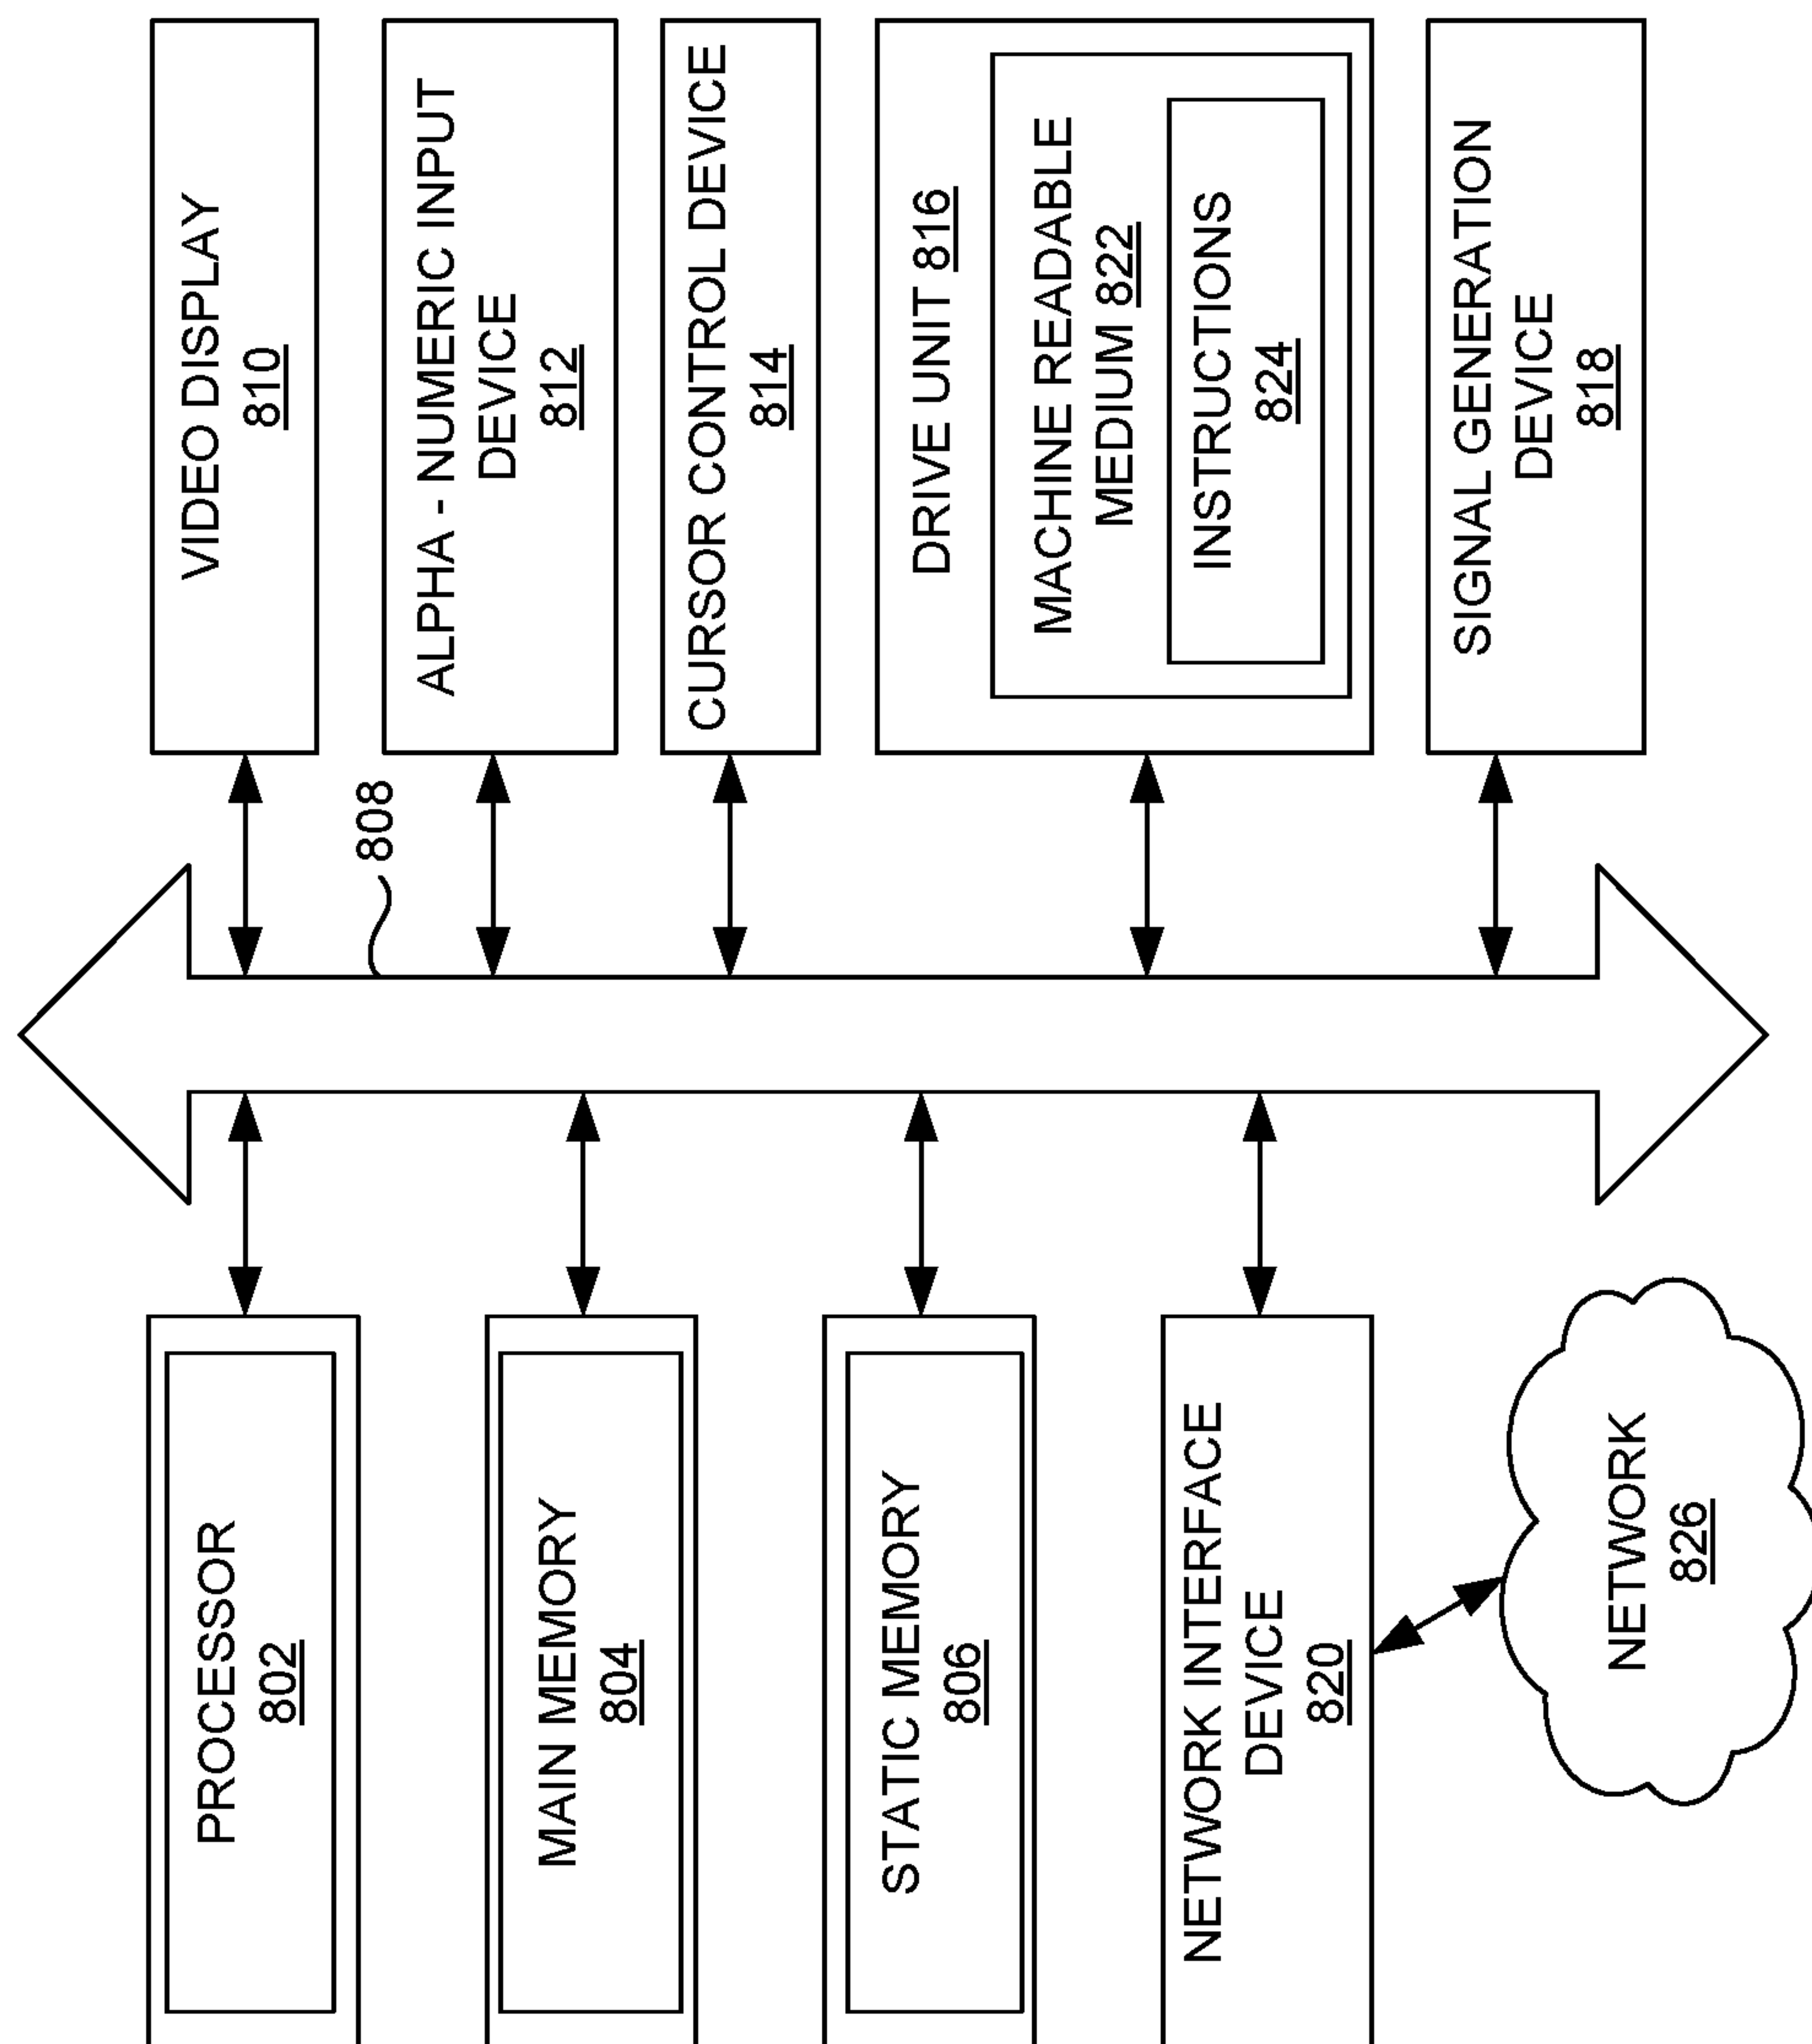 PROCESSOR
802
MAIN MEMORY
804
STATIC MEMORY
806
NETWORK INTERFACE
DEVICE
820
NETWORK
826
808
VIDEO DISPLAY
810
ALPHA - NUMERIC INPUT
DEVICE
812
CURSOR CONTROL DEVICE
814
DRIVE UNIT 816
MACHINE READABLE
MEDIUM 822
INSTRUCTIONS
824
SIGNAL GENERATION
DEVICE
818